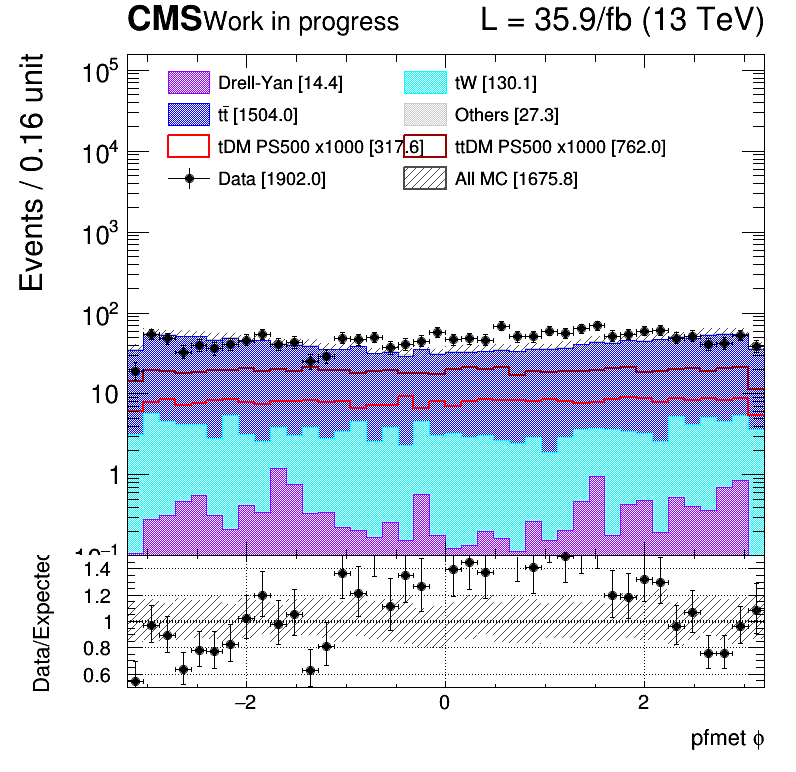 CMS Work in progress L = 35.9/fb (13 TeV)
Events / 0.16 unit
10⁵
10⁴
10³
10²
10
1
10⁻¹
Drell-Yan [14.4] tW [130.1]
tt̄ [1504.0] Others [27.3]
tDM PS500 x1000 [317.6] ttDM PS500 x1000 [762.0]
Data [1902.0] All MC [1675.8]
Data/Expected
1.4
1.2
1
0.8
0.6
−2 0 2
pfmet ϕ